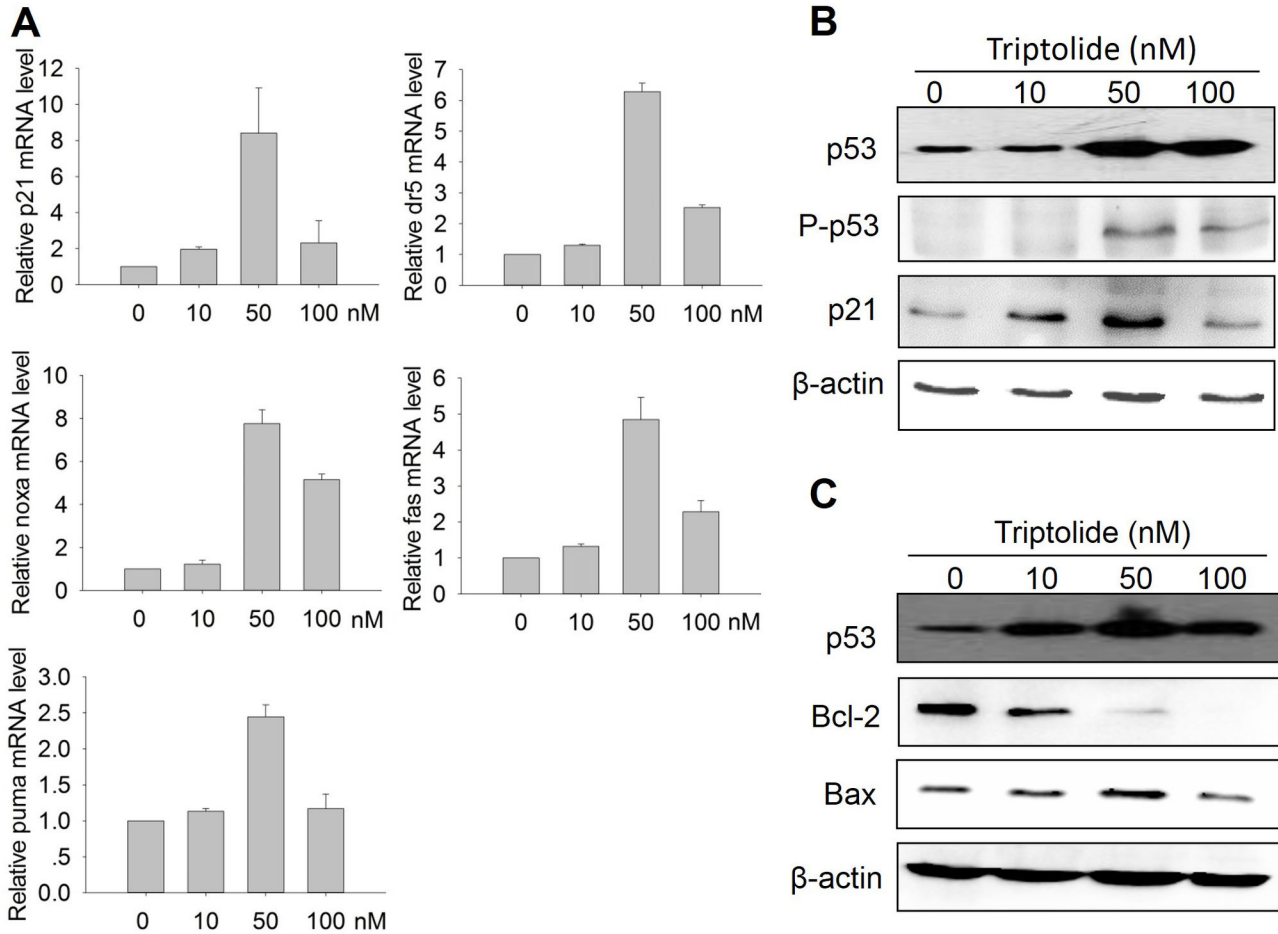 A
Relative p21 mRNA level
12
10
8
6
4
2
0
0 10 50 100 nM
Relative dr5 mRNA level
7
6
5
4
3
2
1
0
0 10 50 100 nM
Relative noxa mRNA level
10
8
6
4
2
0
0 10 50 100 nM
Relative fas mRNA level
6
5
4
3
2
1
0
0 10 50 100 nM
Relative puma mRNA level
3.0
2.5
2.0
1.5
1.0
.5
0.0
0 10 50 100 nM
B
Triptolide (nM)
0 10 50 100
p53
P-p53
p21
β-actin
C
Triptolide (nM)
0 10 50 100
p53
Bcl-2
Bax
β-actin